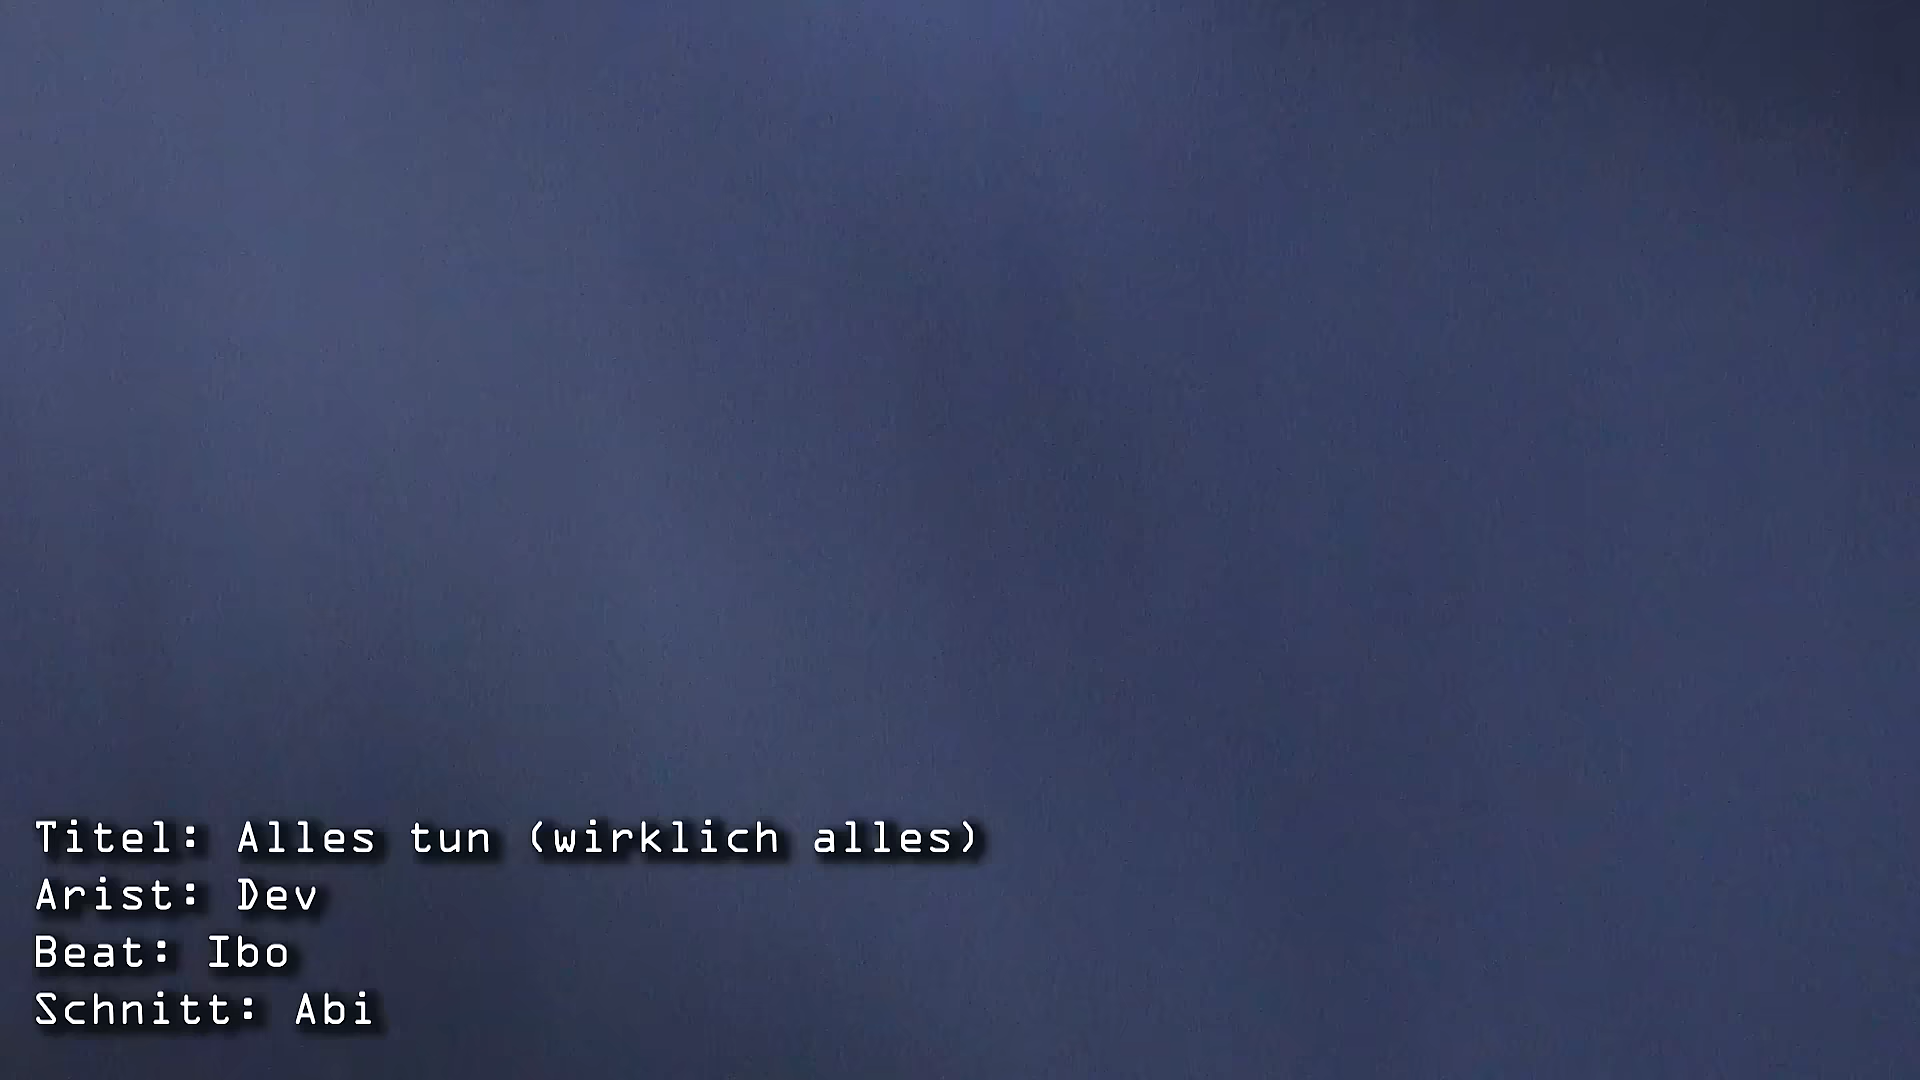 Titel: Alles tun (wirklich alles)
Arist: Dev
Beat: Ibo
Schnitt: Abi